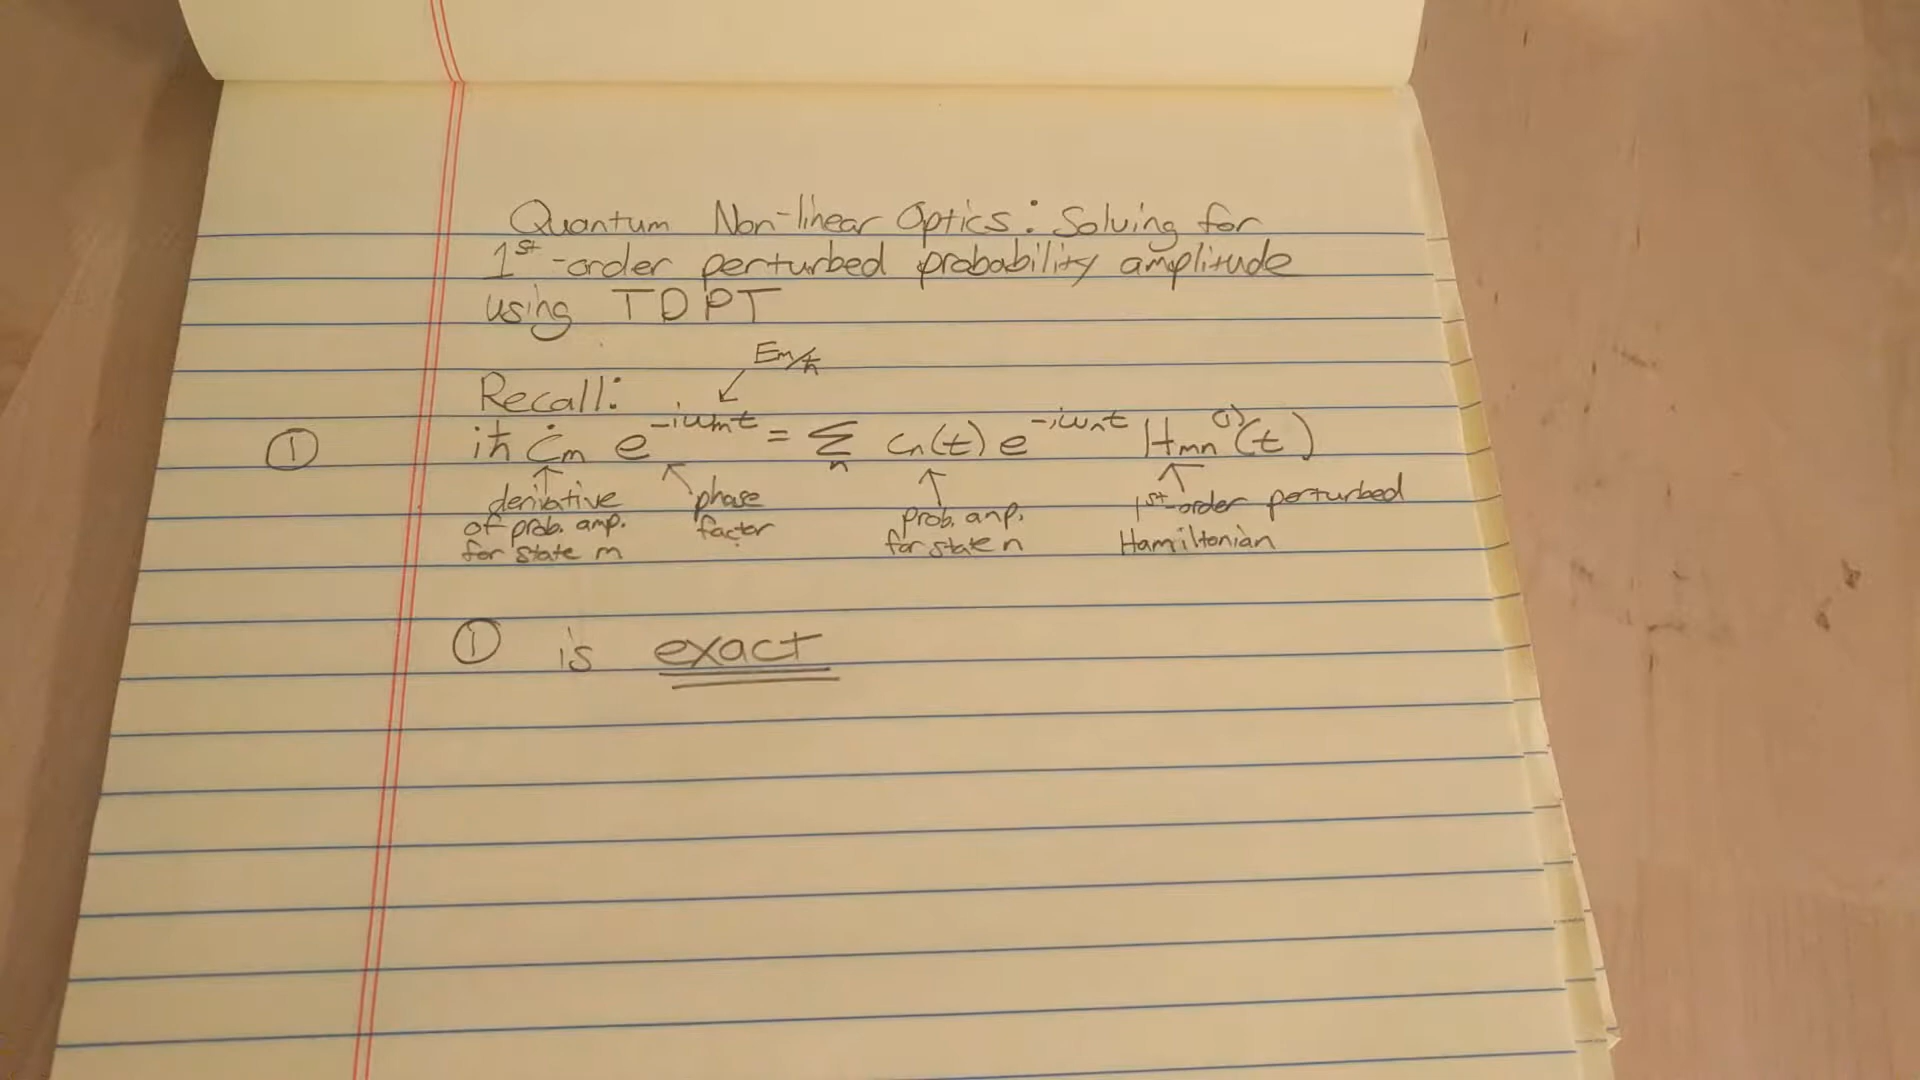 Quantum Non-linear Optics: Solving for
1st-order perturbed probability amplitude
using TDPT
Em/ħ
Recall:
① iħ ċm e^-iωmt = Σn cn(t) e^-iωnt Hmn^(1)(t)
derivative
of prob. amp.
for state m
phase
factor
prob. amp.
for state n
1st-order perturbed
Hamiltonian
① is exact